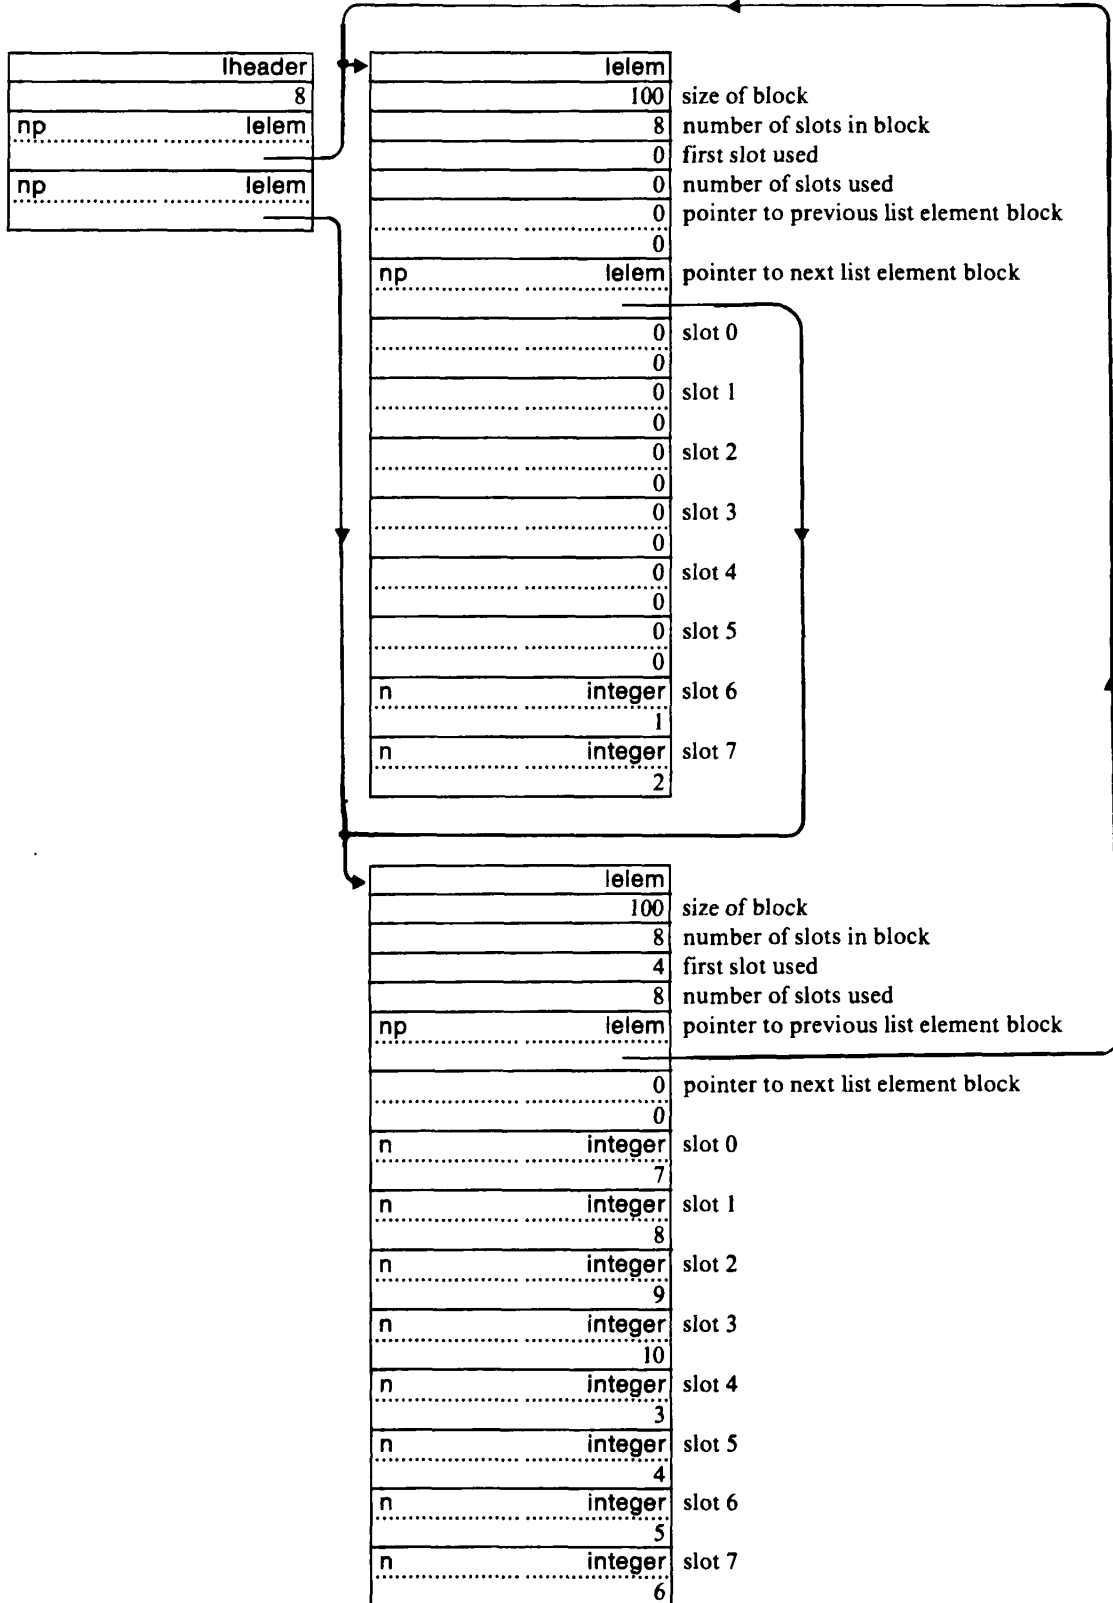 lheader
8
np lelem
np lelem
lelem
100 size of block
8 number of slots in block
0 first slot used
0 number of slots used
0 pointer to previous list element block
0
np lelem pointer to next list element block
0 slot 0
0
0 slot 1
0
0 slot 2
0
0 slot 3
0
0 slot 4
0
0 slot 5
0
n integer slot 6
1
n integer slot 7
2
lelem
100 size of block
8 number of slots in block
4 first slot used
8 number of slots used
np lelem pointer to previous list element block
0 pointer to next list element block
0
n integer slot 0
7
n integer slot 1
8
n integer slot 2
9
n integer slot 3
10
n integer slot 4
3
n integer slot 5
4
n integer slot 6
5
n integer slot 7
6